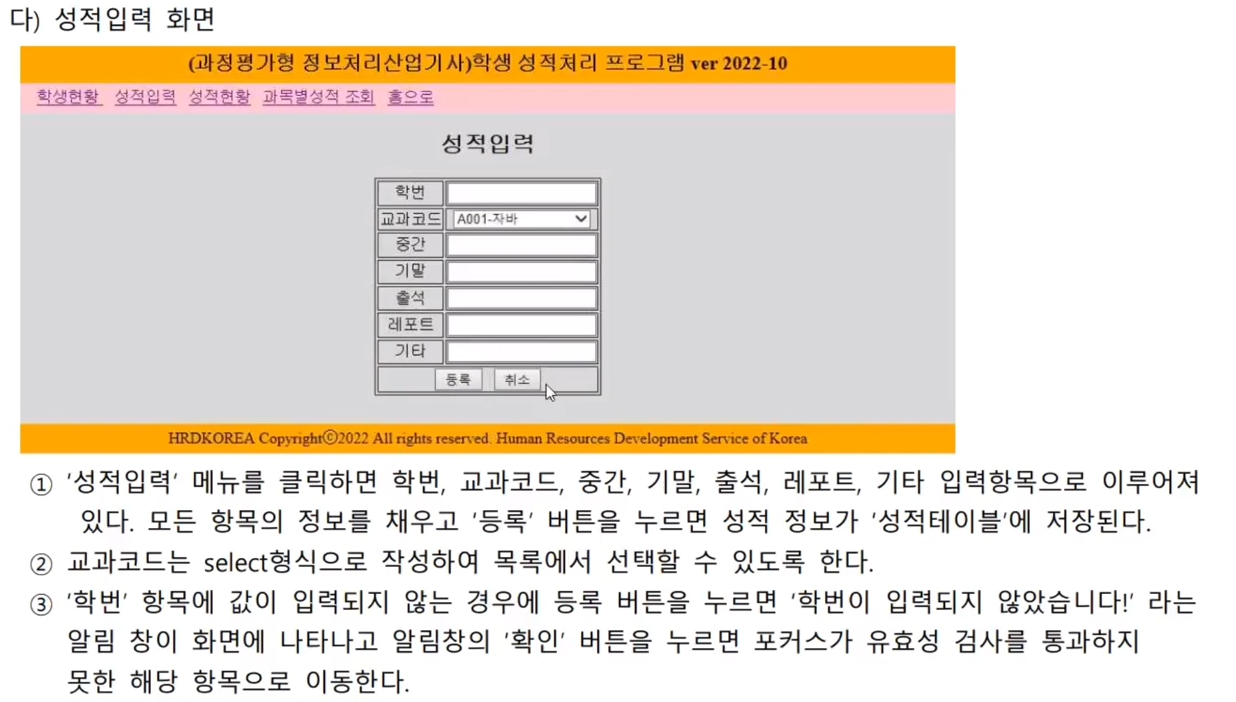 다) 성적입력 화면
(과정평가형 정보처리산업기사)학생 성적처리 프로그램 ver 2022-10
학생현황 성적입력 성적현황 과목별성적 조회 홈으로
성적입력
학번
교과코드 A001-자바
중간
기말
출석
레포트
기타
등록 취소
HRDKOREA Copyrightⓒ2022 All rights reserved. Human Resources Development Service of Korea
① '성적입력' 메뉴를 클릭하면 학번, 교과코드, 중간, 기말, 출석, 레포트, 기타 입력항목으로 이루어져
있다. 모든 항목의 정보를 채우고 '등록' 버튼을 누르면 성적 정보가 '성적테이블'에 저장된다.
② 교과코드는 select형식으로 작성하여 목록에서 선택할 수 있도록 한다.
③ '학번' 항목에 값이 입력되지 않는 경우에 등록 버튼을 누르면 '학번이 입력되지 않았습니다!' 라는
알림 창이 화면에 나타나고 알림창의 '확인' 버튼을 누르면 포커스가 유효성 검사를 통과하지
못한 해당 항목으로 이동한다.